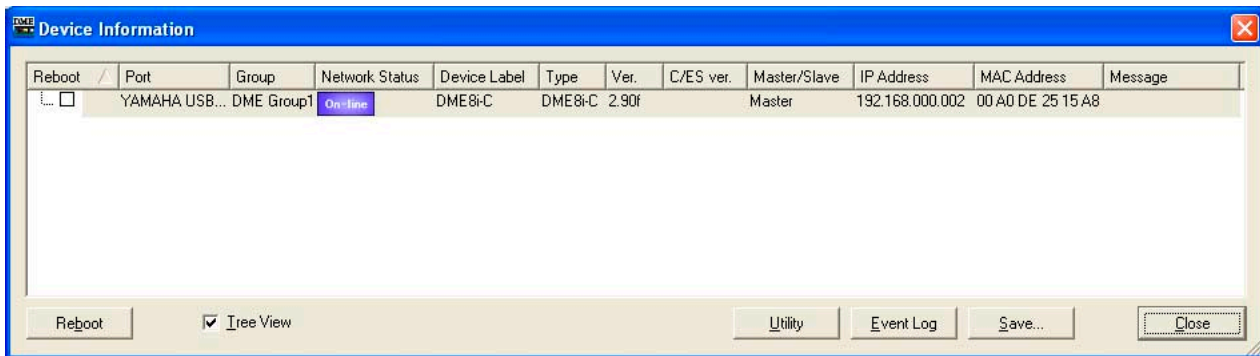 DME Device Information
Reboot Port Group Network Status Device Label Type Ver. C/ES ver. Master/Slave IP Address MAC Address Message
YAMAHA USB... DME Group1 On-line DME8i-C DME8i-C 2.90f Master 192.168.000.002 00 A0 DE 25 15 A8
Reboot Tree View Utility Event Log Save... Close